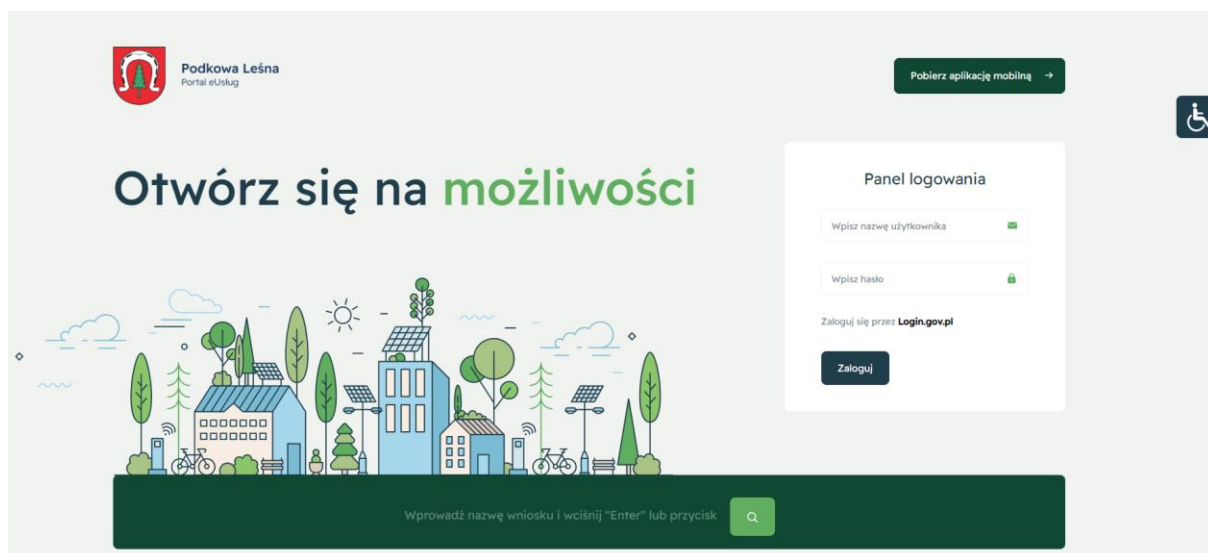 Podkowa Leśna
Portal eUsług
Pobierz aplikację mobilną
Otwórz się na możliwości
Panel logowania
Wpisz nazwę użytkownika
Wpisz hasło
Zaloguj się przez Login.gov.pl
Zaloguj
Wprowadź nazwę wniosku i wciśnij "Enter" lub przycisk